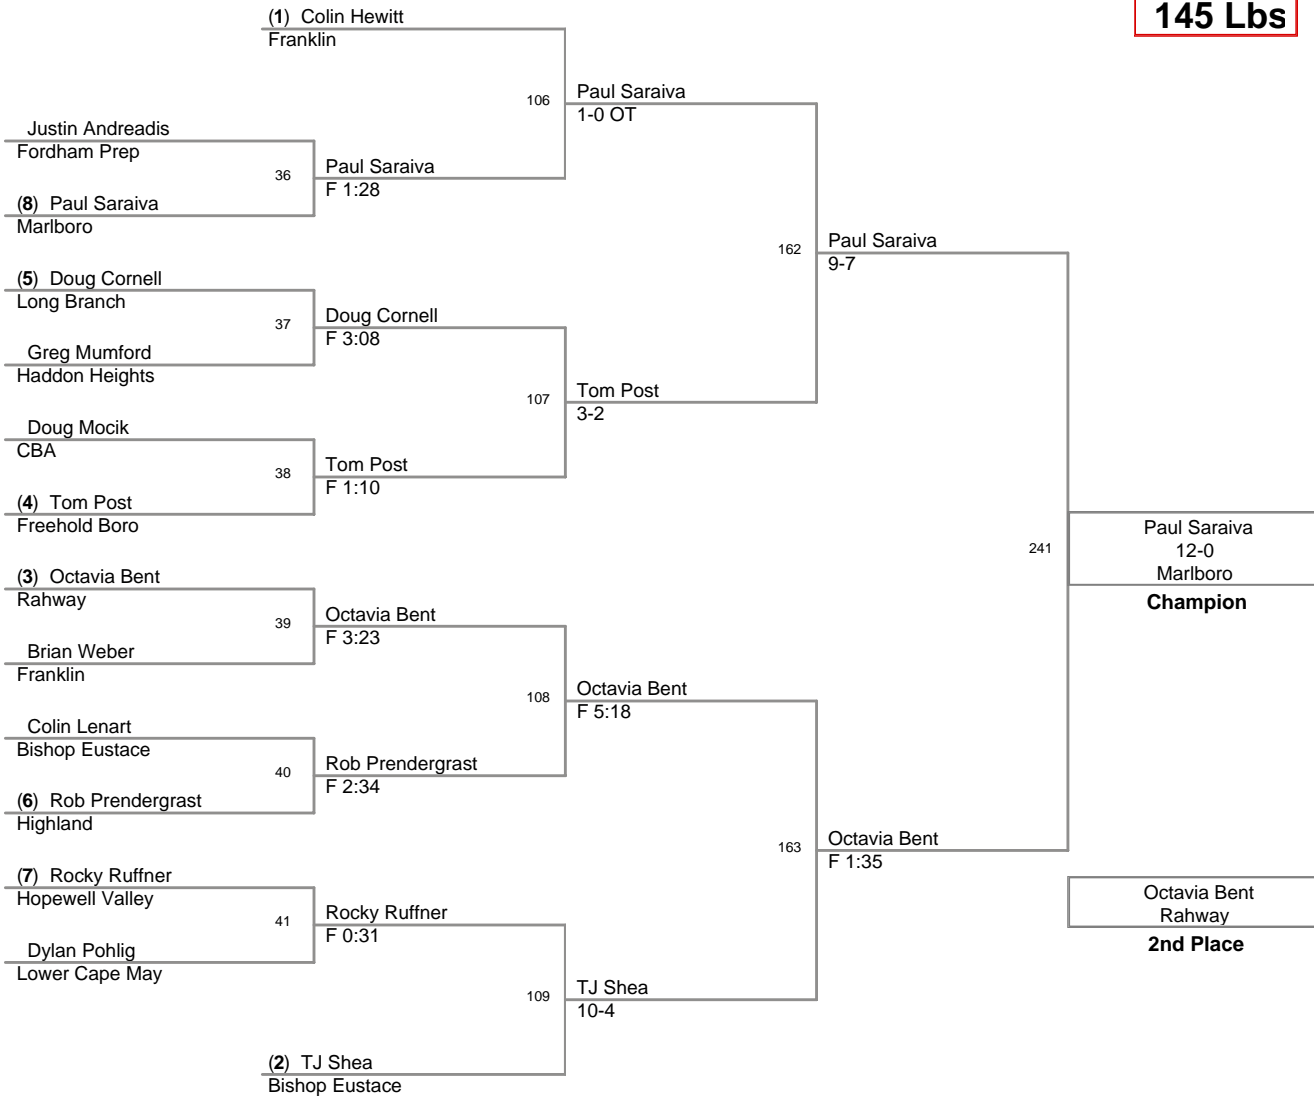 145 Lbs
(1) Colin Hewitt
Franklin
106
Paul Saraiva
1-0 OT
Justin Andreadis
Fordham Prep
36
Paul Saraiva
F 1:28
(8) Paul Saraiva
Marlboro
162
Paul Saraiva
9-7
(5) Doug Cornell
Long Branch
37
Doug Cornell
F 3:08
Greg Mumford
Haddon Heights
107
Tom Post
3-2
Doug Mocik
CBA
38
Tom Post
F 1:10
(4) Tom Post
Freehold Boro
241
Paul Saraiva
12-0
Marlboro
Champion
(3) Octavia Bent
Rahway
39
Octavia Bent
F 3:23
Brian Weber
Franklin
108
Octavia Bent
F 5:18
Colin Lenart
Bishop Eustace
40
Rob Prendergrast
F 2:34
(6) Rob Prendergrast
Highland
163
Octavia Bent
F 1:35
(7) Rocky Ruffner
Hopewell Valley
41
Rocky Ruffner
F 0:31
Octavia Bent
Rahway
2nd Place
Dylan Pohlig
Lower Cape May
109
TJ Shea
10-4
(2) TJ Shea
Bishop Eustace